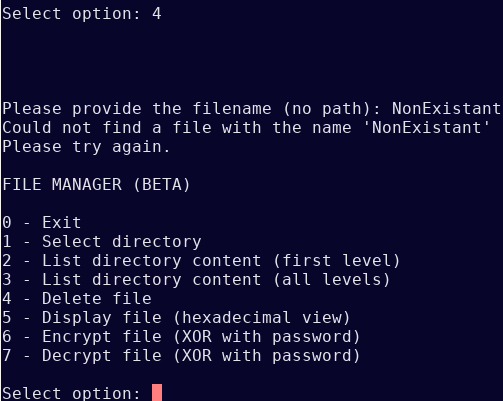 Select option: 4
Please provide the filename (no path): NonExistant
Could not find a file with the name 'NonExistant'
Please try again.
FILE MANAGER (BETA)
0 - Exit
1 - Select directory
2 - List directory content (first level)
3 - List directory content (all levels)
4 - Delete file
5 - Display file (hexadecimal view)
6 - Encrypt file (XOR with password)
7 - Decrypt file (XOR with password)
Select option: